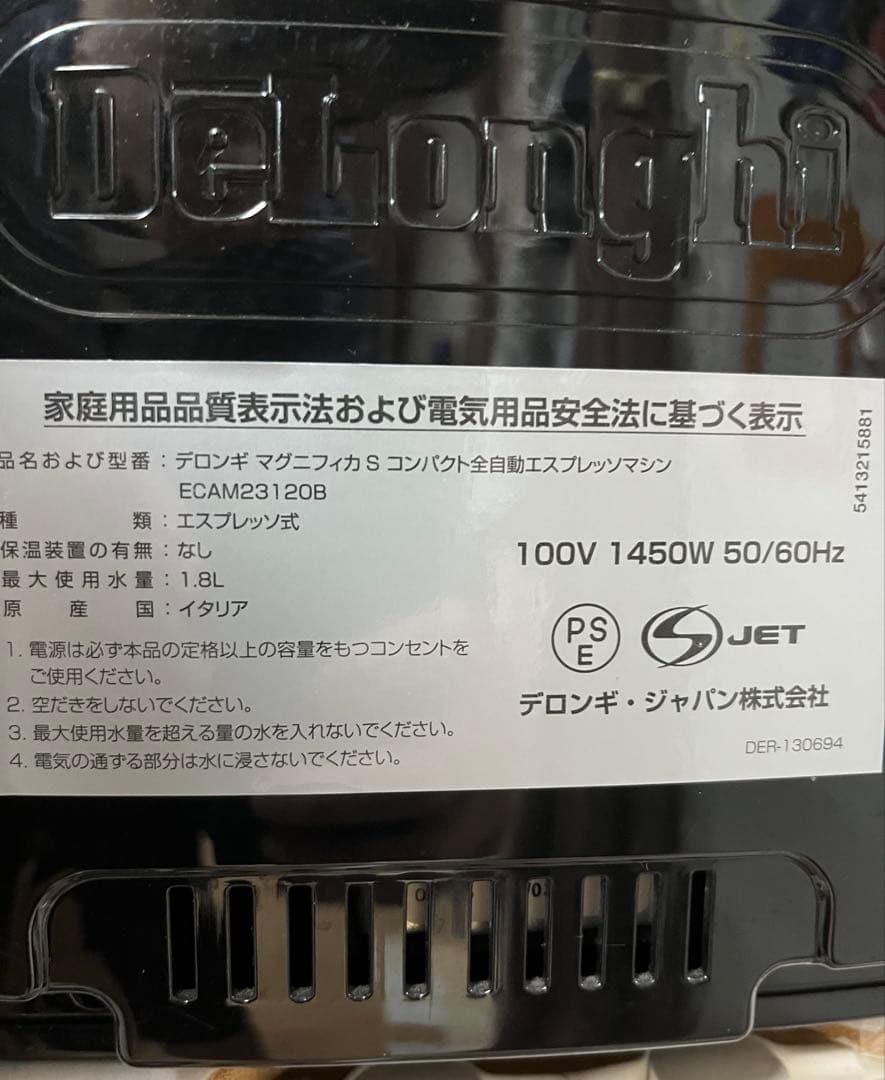 DeLonghi
家庭用品品質表示法および電気用品安全法に基づく表示
品名および型番：デロンギ マグニフィカ S コンパクト全自動エスプレッソマシン
ECAM23120B
種類：エスプレッソ式
保温装置の有無：なし
最大使用水量：1.8L
原産国：イタリア
1. 電源は必ず本品の定格以上の容量をもつコンセントを
ご使用ください。
2. 空だきをしないでください。
3. 最大使用水量を超える量の水を入れないでください。
4. 電気の通ずる部分は水に浸さないでください。
100V 1450W 50/60Hz
PS
E
JET
デロンギ・ジャパン株式会社
DER-130694
5413215881